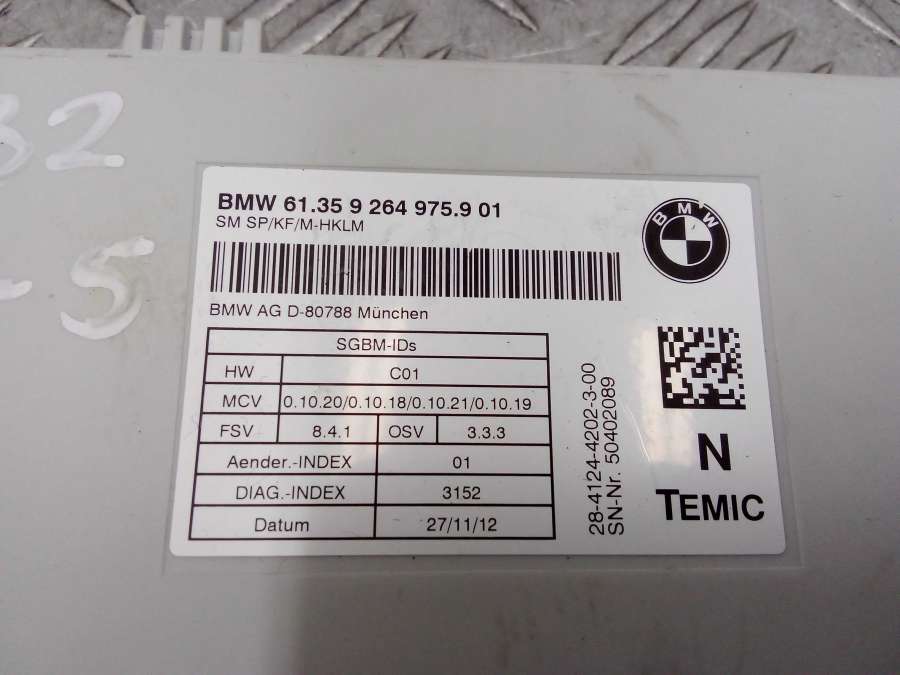 32
5
BMW 61.35 9 264 975.9 01
SM SP/KF/M-HKLM
BMW
BMW AG D-80788 München
SGBM-IDs
HW C01
MCV 0.10.20/0.10.18/0.10.21/0.10.19
FSV 8.4.1 OSV 3.3.3
Aender.-INDEX 01
DIAG.-INDEX 3152
Datum 27/11/12
28-4124-4202-3-00
SN-Nr. 50402089
N
TEMIC